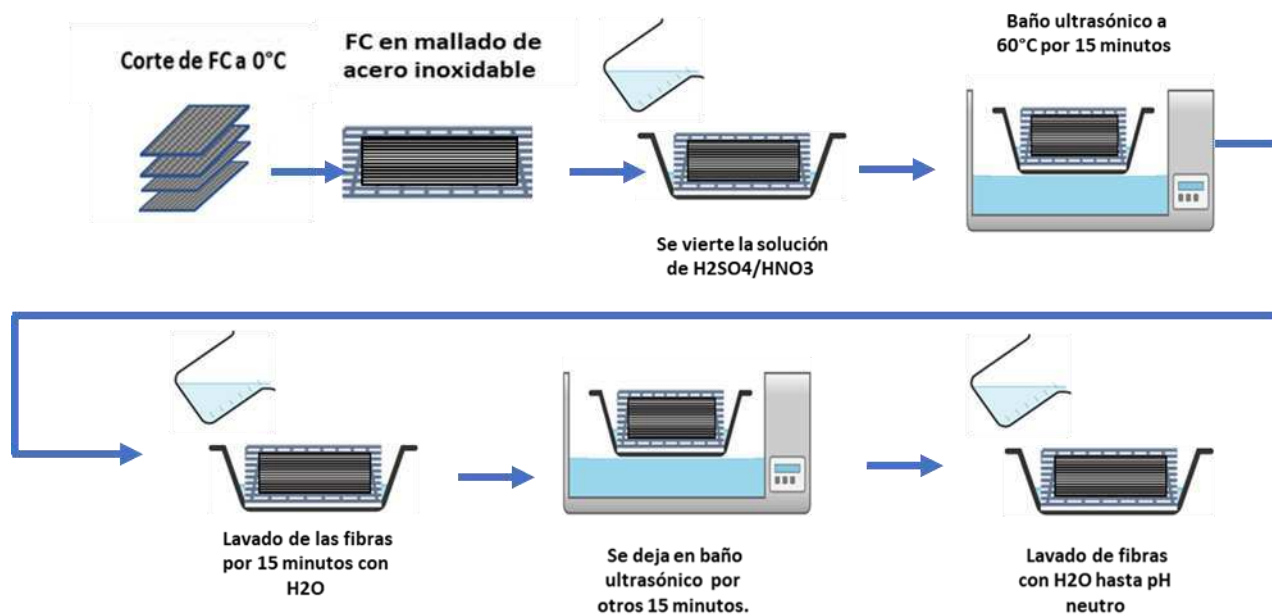 Corte de FC a 0°C
FC en mallado de
acero inoxidable
Se vierte la solución
de H2SO4/HNO3
Baño ultrasónico a
60°C por 15 minutos
Lavado de las fibras
por 15 minutos con
H2O
Se deja en baño
ultrasónico por
otros 15 minutos.
Lavado de fibras
con H2O hasta pH
neutro